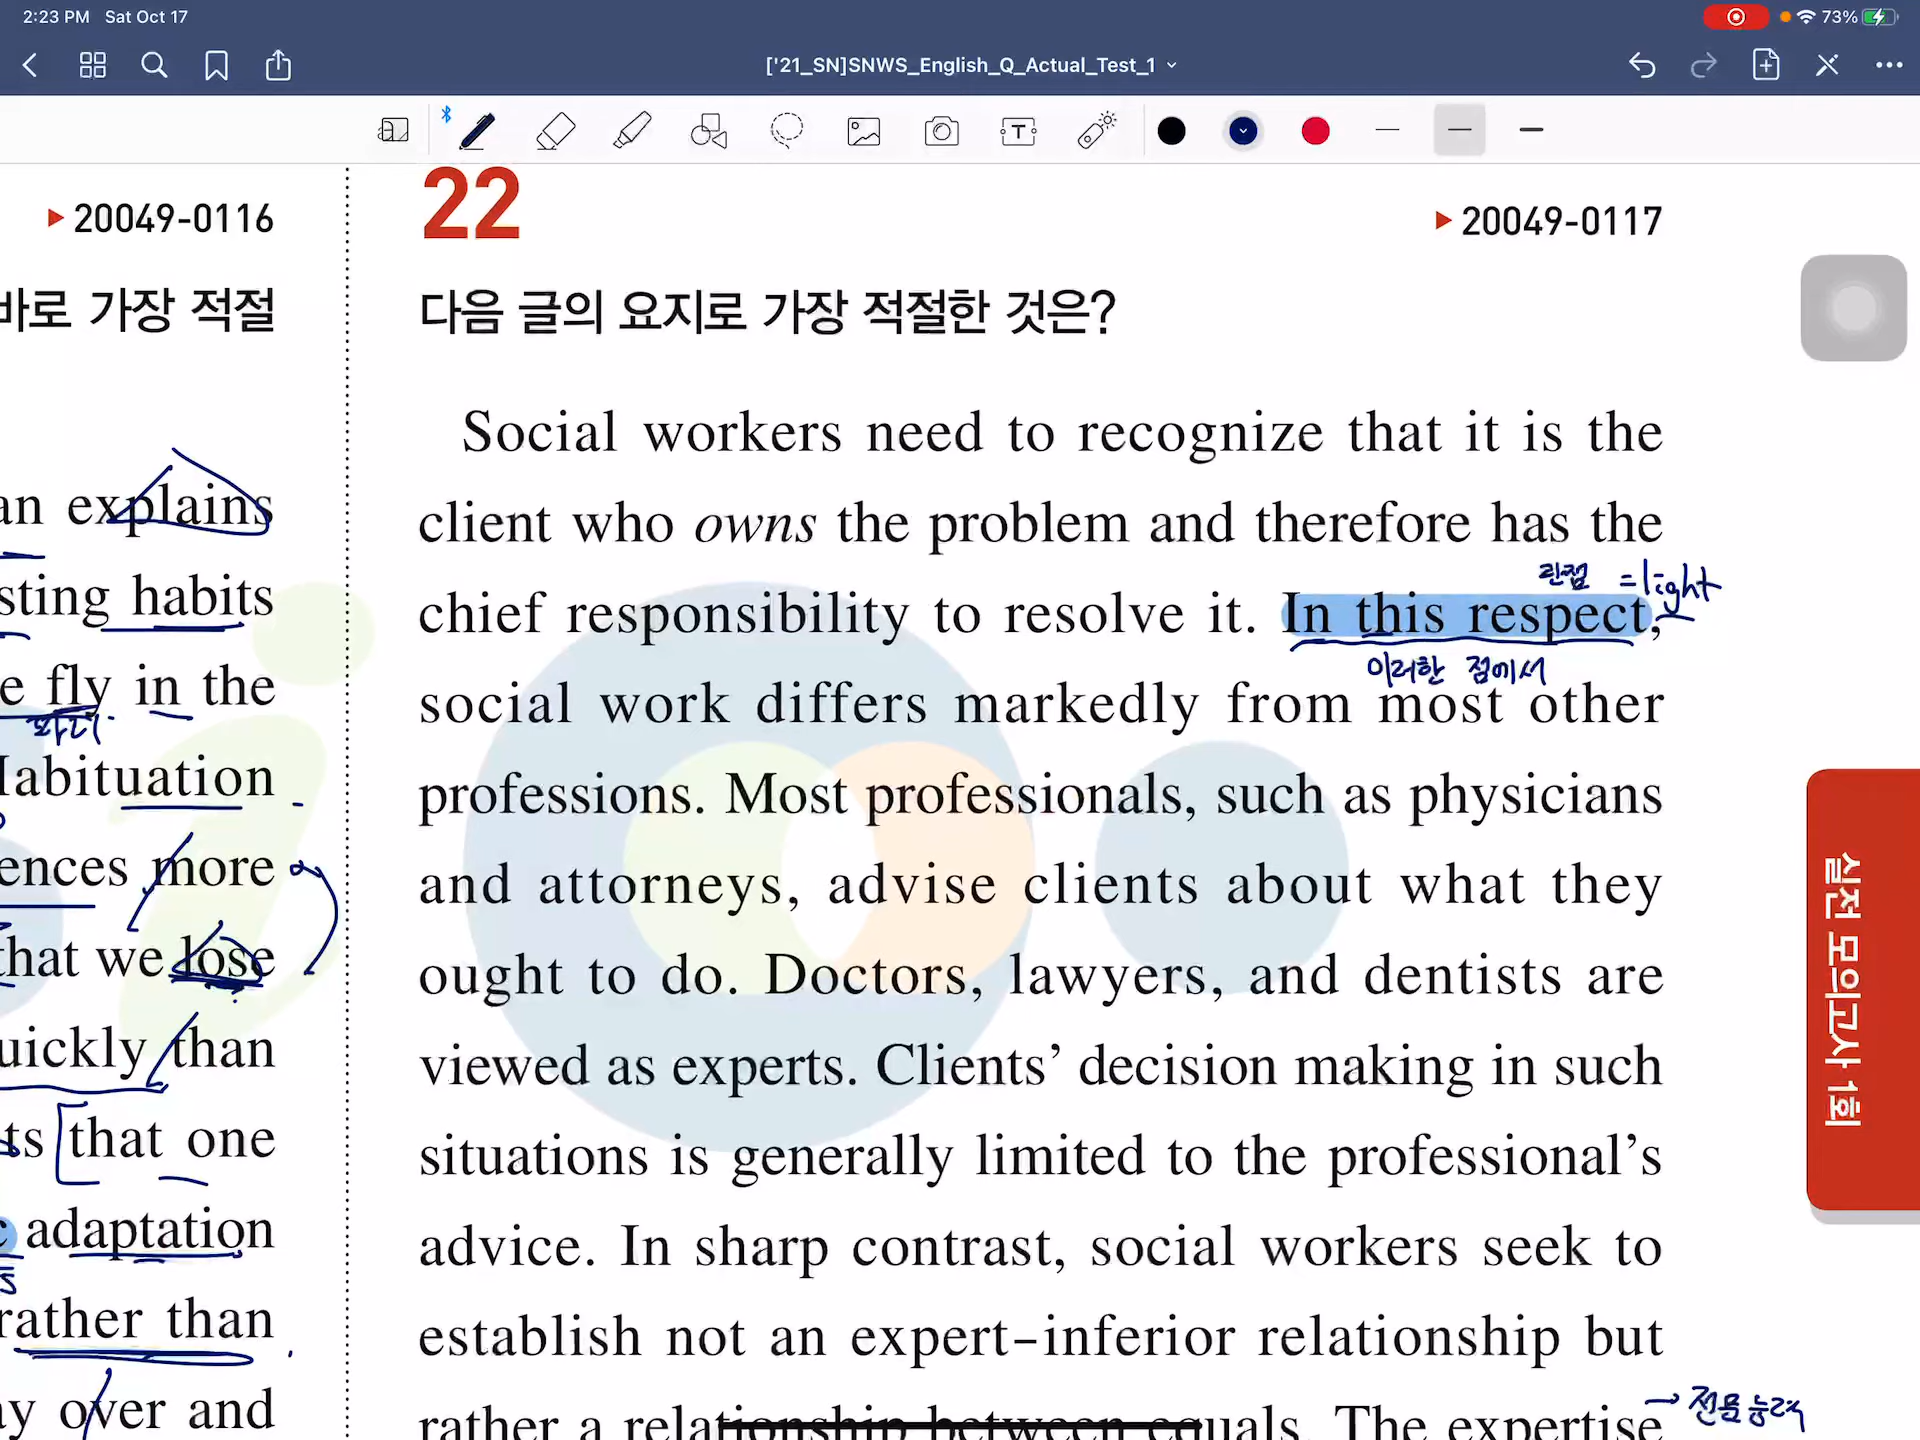 2:23 PM Sat Oct 17
73%
['21_SN]SNWS_English_Q_Actual_Test_1
▶ 20049-0116
바로 가장 적절
an explains
sting habits
e fly in the
파리
Habituation
ences more
that we lose
uickly than
ts [that one
adaptation
rather than
ay over and
22
▶ 20049-0117
다음 글의 요지로 가장 적절한 것은?
Social workers need to recognize that it is the
client who owns the problem and therefore has the
관점 =light
chief responsibility to resolve it. In this respect,
이러한 점에서
social work differs markedly from most other
professions. Most professionals, such as physicians
and attorneys, advise clients about what they
ought to do. Doctors, lawyers, and dentists are
viewed as experts. Clients' decision making in such
situations is generally limited to the professional's
advice. In sharp contrast, social workers seek to
establish not an expert–inferior relationship but
rather a relationship between equals. The expertise
→ 전문 능력
실전 모의고사 1회